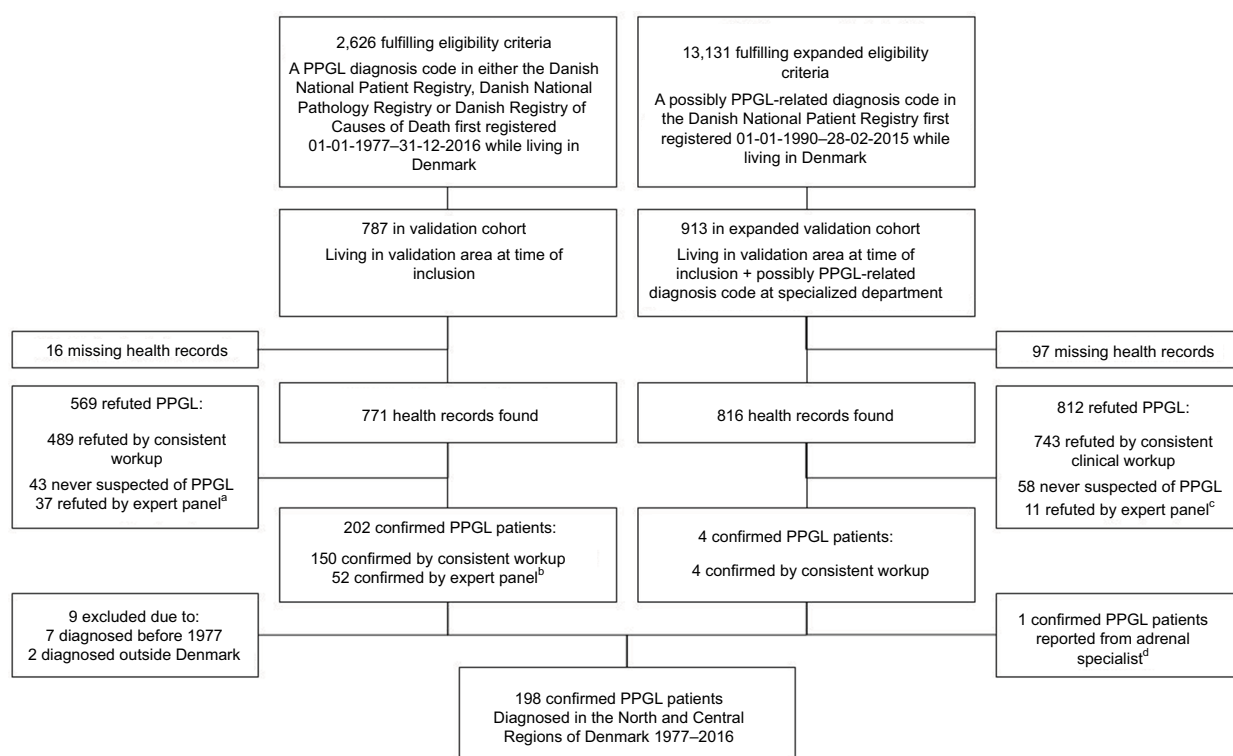 2,626 fulfilling eligibility criteria
A PPGL diagnosis code in either the Danish
National Patient Registry, Danish National
Pathology Registry or Danish Registry of
Causes of Death first registered
01-01-1977–31-12-2016 while living in
Denmark
13,131 fulfilling expanded eligibility
criteria
A possibly PPGL-related diagnosis code in
the Danish National Patient Registry first
registered 01-01-1990–28-02-2015 while
living in Denmark
787 in validation cohort
Living in validation area at time of
inclusion
913 in expanded validation cohort
Living in validation area at time of
inclusion + possibly PPGL-related
diagnosis code at specialized department
16 missing health records
97 missing health records
569 refuted PPGL:
489 refuted by consistent
workup
43 never suspected of PPGL
37 refuted by expert panelᵃ
771 health records found
816 health records found
812 refuted PPGL:
743 refuted by consistent
clinical workup
58 never suspected of PPGL
11 refuted by expert panelᶜ
202 confirmed PPGL patients:
150 confirmed by consistent workup
52 confirmed by expert panelᵇ
4 confirmed PPGL patients:
4 confirmed by consistent workup
9 excluded due to:
7 diagnosed before 1977
2 diagnosed outside Denmark
1 confirmed PPGL patients
reported from adrenal
specialistᵈ
198 confirmed PPGL patients
Diagnosed in the North and Central
Regions of Denmark 1977–2016